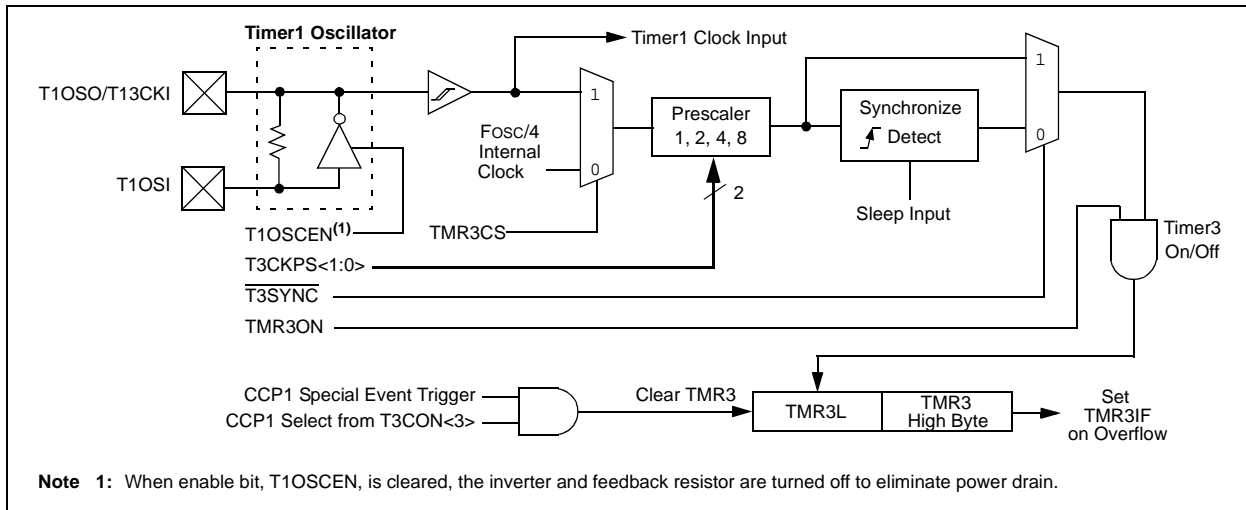 Timer1 Oscillator
Timer1 Clock Input
T1OSO/T13CKI
T1OSI
FOSC/4
Internal
Clock
1
0
Prescaler
1, 2, 4, 8
2
Synchronize
Detect
Sleep Input
1
0
T1OSCEN(1)
TMR3CS
T3CKPS<1:0>
T3SYNC
TMR3ON
Timer3
On/Off
CCP1 Special Event Trigger
CCP1 Select from T3CON<3>
Clear TMR3
TMR3L
TMR3
High Byte
Set
TMR3IF
on Overflow
Note 1: When enable bit, T1OSCEN, is cleared, the inverter and feedback resistor are turned off to eliminate power drain.